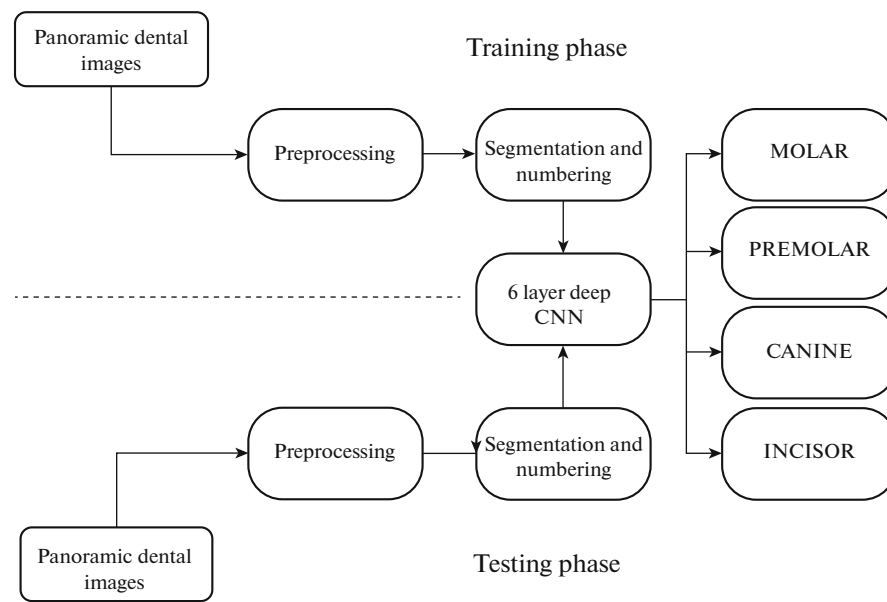 Panoramic dental
images
Training phase
Preprocessing
Segmentation and
numbering
MOLAR
PREMOLAR
6 layer deep
CNN
CANINE
Preprocessing
Segmentation and
numbering
INCISOR
Panoramic dental
images
Testing phase